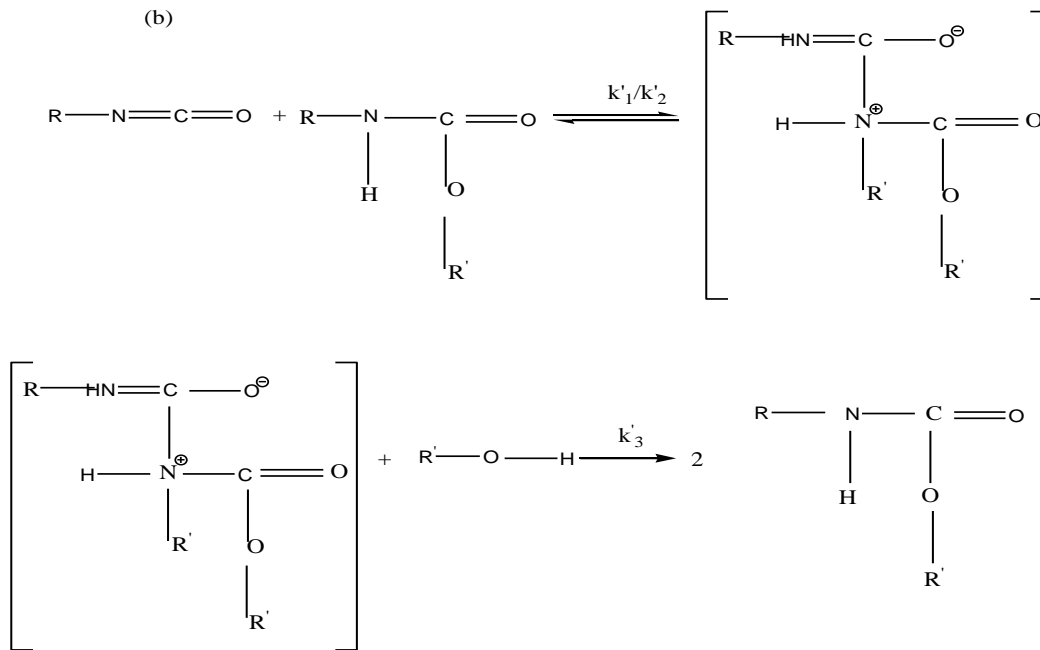 (b)
R—N=C=O + R—N—C=O k'1/k'2 R—HN=C—O⊖
H O H—N⊕—C=O
R' R' O
R'
R—HN=C—O⊖
H—N⊕—C=O + R'—O—H k'3 2 R—N—C=O
R' O H O
R' R'